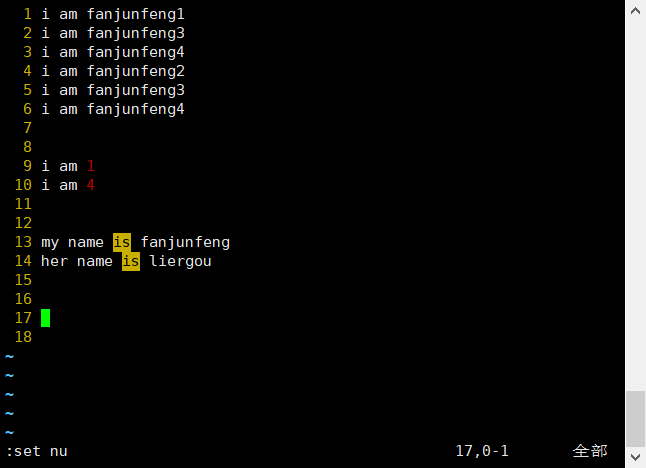 1 i am fanjunfeng1
2 i am fanjunfeng3
3 i am fanjunfeng4
4 i am fanjunfeng2
5 i am fanjunfeng3
6 i am fanjunfeng4
7
8
9 i am 1
10 i am 4
11
12
13 my name is fanjunfeng
14 her name is liergou
15
16
17
18
~
~
~
~
~
:set nu 17,0-1 全部